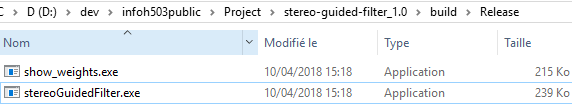 D (D:) > dev > infoh503public > Project > stereo-guided-filter_1.0 > build > Release
Nom Modifié le Type Taille
show_weights.exe 10/04/2018 15:18 Application 215 Ko
stereoGuidedFilter.exe 10/04/2018 15:18 Application 239 Ko